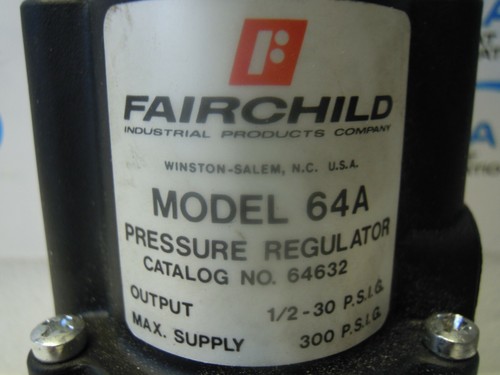 FAIRCHILD
INDUSTRIAL PRODUCTS COMPANY
WINSTON-SALEM, N.C. U.S.A.
MODEL 64A
PRESSURE REGULATOR
CATALOG NO. 64632
OUTPUT 1/2 - 30 P.S.I.G.
MAX. SUPPLY 300 P.S.I.G.